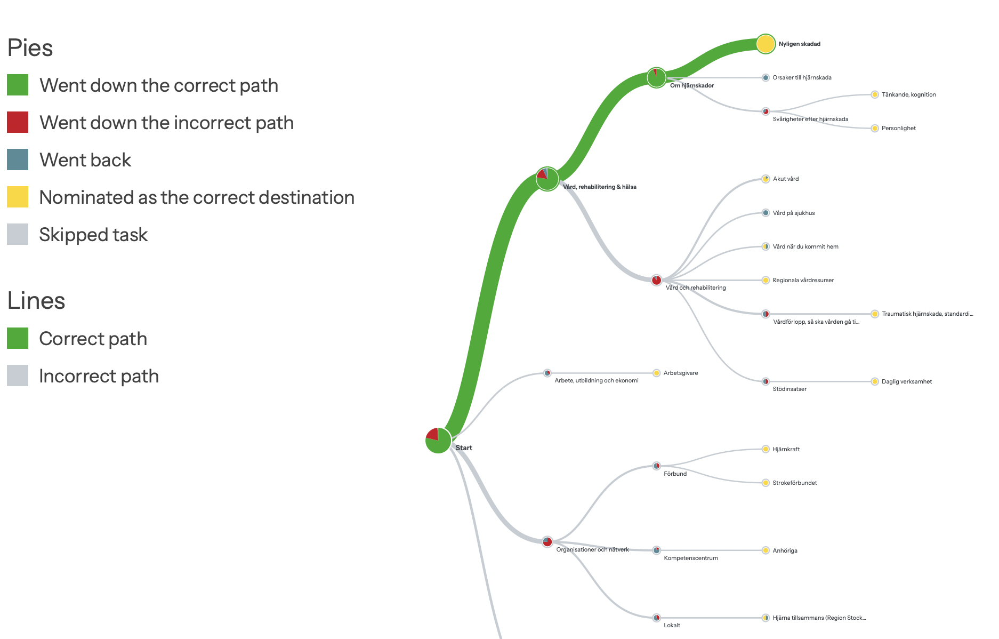 Pies
Went down the correct path
Went down the incorrect path
Went back
Nominated as the correct destination
Skipped task
Lines
Correct path
Incorrect path
Nyligen skadad
Orsaker till hjärnskada
Om hjärnskador
Tänkande, kognition
Svårigheter efter hjärnskada
Personlighet
Akut vård
Vård, rehabilitering & hälsa
Vård på sjukhus
Vård när du kommit hem
Regionala vårdresurser
Vård och rehabilitering
Traumatisk hjärnskada, standardi...
Vårdförlopp, så ska vården gå ti...
Arbetsgivare
Arbete, utbildning och ekonomi
Daglig verksamhet
Stödinsatser
Start
Hjärnkraft
Förbund
Strokeförbundet
Organisationer och nätverk
Anhöriga
Kompetenscentrum
Hjärna tillsammans (Region Stock...
Lokalt